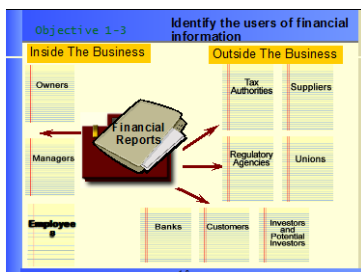 Objective 1-3
Identify the users of financial
information
Inside The Business
Outside The Business
Owners
Tax
Authorities
Suppliers
Financial
Reports
Managers
Regulatory
Agencies
Unions
Employee
s
Banks
Customers
Investors
and
Potential
Investors